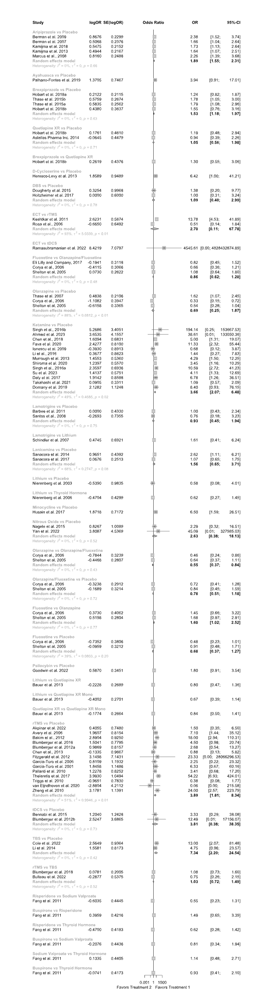 Study logOR SE(logOR) Odds Ratio OR 95%-CI
Aripiprazole vs Placebo
Berman et al. 2009 0.8676 0.2299 2.38 [1.52; 3.74]
Berman et al. 2007 0.5068 0.2376 1.66 [1.04; 2.64]
Kamijma et al. 2018 0.5475 0.2152 1.73 [1.13; 2.64]
Kamijma et al. 2013 0.4944 0.2167 1.64 [1.07; 2.51]
Marcus et al., 2008 0.8160 0.2488 2.26 [1.39; 3.68]
Random effects model 1.89 [1.55; 2.31]
Heterogeneity: I² = 0%, τ² = 0, p = 0.66
Ayahuasca vs Placebo
Palhano-Fontes et al. 2019 1.3705 0.7467 3.94 [0.91; 17.01]
Brexpiprazole vs Placebo
Hobart et al. 2018a 0.2122 0.2115 1.24 [0.82; 1.87]
Thase et al. 2015b 0.5759 0.2674 1.78 [1.05; 3.00]
Thase et al. 2015a 0.5835 0.2562 1.79 [1.08; 2.96]
Hobart et al. 2018b 0.4380 0.3637 1.55 [0.76; 3.16]
Random effects model 1.53 [1.18; 1.97]
Heterogeneity: I² = 0%, τ² = 0, p = 0.63
Quetiapine XR vs Placebo
Hobart et al. 2018b 0.1761 0.4610 1.19 [0.48; 2.94]
Astellas Pharma Inc. 2014 -0.0645 0.4479 0.94 [0.39; 2.26]
Random effects model 1.05 [0.56; 1.98]
Heterogeneity: I² = 0%, τ² = 0, p = 0.71
Brexpiprazole vs Quetiapine XR
Hobart et al. 2018b 0.2619 0.4376 1.30 [0.55; 3.06]
D-Cycloserine vs Placebo
Heresco-Levy et al. 2013 1.8589 0.9489 6.42 [1.00; 41.21]
DBS vs Placebo
Dougherty et al. 2015 0.3254 0.9968 1.38 [0.20; 9.77]
Holtzheimer et al. 2017 0.0000 0.6000 1.00 [0.31; 3.24]
Random effects model 1.09 [0.40; 2.99]
Heterogeneity: I² = 0%, τ² = 0, p = 0.78
ECT vs rTMS
Keshtkar et al. 2011 2.6231 0.5674 13.78 [4.53; 41.89]
Rosa et al., 2006 -0.6650 0.6492 0.51 [0.14; 1.84]
Random effects model 2.70 [0.11; 67.78]
Heterogeneity: I² = 93%, τ² = 5.0339, p < 0.01
ECT vs tDCS
Ramasubramanian et al. 2022 8.4219 7.0797 4545.61 [0.00; 4828432874.89]
Fluoxetine vs Olanzapine/Fluoxetine
Eli Lilly and Company, 2017 -0.1941 0.3118 0.82 [0.45; 1.52]
Corya et al., 2006 -0.4115 0.3066 0.66 [0.36; 1.21]
Shelton et al, 2005 0.0730 0.2622 1.08 [0.64; 1.80]
Random effects model 0.86 [0.62; 1.20]
Heterogeneity: I² = 0%, τ² = 0, p = 0.48
Olanzapine vs Placebo
Thase et al. 2007 0.4838 0.2106 1.62 [1.07; 2.45]
Corya et al., 2006 -1.1082 0.3947 0.33 [0.15; 0.72]
Shelton et al, 2005 -0.6158 0.3365 0.54 [0.28; 1.04]
Random effects model 0.69 [0.25; 1.87]
Heterogeneity: I² = 88%, τ² = 0.6812, p < 0.01
Ketamine vs Placebo
Singh et al., 2016b 5.2686 3.4051 194.14 [0.25; 153667.53]
Ahmed et al. 2023 3.6535 4.1557 38.61 [0.01; 133050.36]
Chen et al., 2018 1.6094 0.6831 5.00 [1.31; 19.07]
Fava et al. 2020 2.4277 0.8100 11.33 [2.32; 55.44]
Ionescu et al. 2009 -0.3930 0.8913 0.68 [0.12; 3.87]
Li et al., 2016 0.3677 0.8623 1.44 [0.27; 7.83]
Murrough et al. 2013 1.4553 0.5360 4.29 [1.50; 12.25]
Shiroma et al. 2020 1.2397 0.5570 3.45 [1.16; 10.29]
Singh et al., 2016a 2.3597 0.6936 10.59 [2.72; 41.23]
Su et al. 2023 1.4137 0.5751 4.11 [1.33; 12.69]
Daly et al. 2017 1.9142 0.8588 6.78 [1.26; 36.51]
Takahashi et al. 2021 0.0905 0.3311 1.09 [0.57; 2.09]
Domany et al. 2019 2.1282 1.1248 8.40 [0.93; 76.15]
Random effects model 3.66 [2.07; 6.48]
Heterogeneity: I² = 49%, τ² = 0.4685, p = 0.02
Lamotrigine vs Placebo
Barbee et al. 2011 0.0000 0.4330 1.00 [0.43; 2.34]
Santos et al., 2008 -0.2693 0.7355 0.76 [0.18; 3.23]
Random effects model 0.93 [0.45; 1.94]
Heterogeneity: I² = 0%, τ² = 0, p = 0.75
Lamotrigine vs Lithium
Schindler et al. 2007 0.4745 0.6921 1.61 [0.41; 6.24]
Lanicemine vs Placebo
Sanacora et al. 2014 0.9651 0.4392 2.62 [1.11; 6.21]
Sanacora et al. 2017 0.0676 0.2513 1.07 [0.65; 1.75]
Random effects model 1.56 [0.65; 3.71]
Heterogeneity: I² = 68%, τ² = 0.2747, p = 0.08
Lithium vs Placebo
Nierenberg et al. 2003 -0.5390 0.9835 0.58 [0.08; 4.01]
Lithium vs Thyroid Hormone
Nierenberg et al. 2006 -0.4704 0.4299 0.62 [0.27; 1.45]
Minocycline vs Placebo
Husain et al. 2017 1.8718 0.7172 6.50 [1.59; 26.51]
Nitrous Oxide vs Placebo
Nagele et al. 2015 0.8267 1.0089 2.29 [0.32; 16.51]
Yan et al. 2022 3.8087 4.5369 45.09 [0.01; 327985.03]
Random effects model 2.63 [0.38; 18.13]
Heterogeneity: I² = 0%, τ² = 0, p = 0.52
Olanzapine vs Olanzapine/Fluoxetine
Corya et al., 2006 -0.7844 0.3239 0.46 [0.24; 0.86]
Shelton et al, 2005 -0.4468 0.2807 0.64 [0.37; 1.11]
Random effects model 0.55 [0.37; 0.84]
Heterogeneity: I² = 0%, τ² = 0, p = 0.43
Olanzapine/Fluoxetine vs Placebo
Corya et al., 2006 -0.3238 0.2912 0.72 [0.41; 1.28]
Shelton et al, 2005 -0.1689 0.3214 0.84 [0.45; 1.59]
Random effects model 0.78 [0.51; 1.18]
Heterogeneity: I² = 0%, τ² = 0, p = 0.72
Fluoxetine vs Olanzapine
Corya et al., 2006 0.3730 0.4062 1.45 [0.66; 3.22]
Shelton et al, 2005 0.5198 0.2804 1.68 [0.97; 2.91]
Random effects model 1.60 [1.02; 2.52]
Heterogeneity: I² = 0%, τ² = 0, p = 0.77
Fluoxetine vs Placebo
Corya et al., 2006 -0.7352 0.3806 0.48 [0.23; 1.01]
Shelton et al, 2005 -0.0959 0.3212 0.91 [0.48; 1.71]
Random effects model 0.68 [0.37; 1.27]
Heterogeneity: I² = 39%, τ² = 0.0803, p = 0.20
Psilocybin vs Placebo
Goodwin et al. 2022 0.5870 0.3451 1.80 [0.91; 3.54]
Lithium vs Quetiapine XR
Bauer et al. 2013 -0.2228 0.2689 0.80 [0.47; 1.36]
Lithium vs Quetiapine XR Mono
Bauer et al. 2013 -0.4002 0.2701 0.67 [0.39; 1.14]
Quetiapine XR vs Quetiapine XR Mono
Bauer et al. 2013 -0.1774 0.2664 0.84 [0.50; 1.41]
rTMS vs Placebo
Akpinar et al. 2022 0.4055 0.7480 1.50 [0.35; 6.50]
Avery et al. 2006 1.9607 0.8154 7.10 [1.44; 35.12]
Bakim et al., 2012 2.8904 0.9250 18.00 [2.94; 110.31]
Blumberger et al. 2016 1.5041 0.7795 4.50 [0.98; 20.74]
Blumberger et al. 2012a 0.9869 0.8157 2.68 [0.54; 13.27]
Chen et al., 2013 -0.1335 0.9667 0.88 [0.13; 5.82]
Fitzgerald et al. 2012 3.1498 7.1431 23.33 [0.00; 28066296.53]
Garcia-Toro et al. 2006 0.8109 1.1932 2.25 [0.22; 23.32]
Garcia-Toro et al. 2001 1.8458 1.1486 6.33 [0.67; 60.16]
Pallanti et al. 2010 1.2278 0.8252 3.41 [0.68; 17.20]
Theleretis et al. 2017 3.9930 1.0494 54.22 [6.93; 424.01]
Triggs et al. 2010 -0.9651 0.7830 0.38 [0.08; 1.77]
van Eijndhoven et al. 2020 -2.8804 4.2112 0.06 [0.00; 215.58]
Zheng et al. 2010 3.1781 1.1391 24.00 [2.57; 223.79]
Random effects model 3.89 [1.81; 8.34]
Heterogeneity: I² = 51%, τ² = 0.9946, p = 0.01
tDCS vs Placebo
Bennabi et al. 2015 1.2040 1.2428 3.33 [0.29; 38.08]
Blumberger et al. 2012b 2.5247 3.6865 12.49 [0.01; 17156.07]
Random effects model 3.81 [0.38; 38.35]
Heterogeneity: I² = 0%, τ² = 0, p = 0.73
TBS vs Placebo
Cole et al. 2022 2.5649 0.9364 13.00 [2.07; 81.48]
Li et al. 2014 1.5581 0.8173 4.75 [0.96; 23.57]
Random effects model 7.34 [2.20; 24.54]
Heterogeneity: I² = 0%, τ² = 0, p = 0.42
rTMS vs TBS
Blumberger et al. 2018 0.0781 0.2005 1.08 [0.73; 1.60]
Bulteau et al. 2022 -0.2877 0.5375 0.75 [0.26; 2.15]
Random effects model 1.03 [0.72; 1.49]
Heterogeneity: I² = 0%, τ² = 0, p = 0.52
Risperidone vs Sodium Valproate
Fang et al. 2011 -0.6035 0.4445 0.55 [0.23; 1.31]
Buspirone vs Risperidone
Fang et al. 2011 0.3959 0.4216 1.49 [0.65; 3.39]
Risperidone vs Thyroid Hormone
Fang et al. 2011 -0.4700 0.4183 0.62 [0.28; 1.42]
Buspirone vs Sodium Valproate
Fang et al. 2011 -0.2076 0.4436 0.81 [0.34; 1.94]
Sodium Valproate vs Thyroid Hormone
Fang et al. 2011 0.1335 0.4405 1.14 [0.48; 2.71]
Buspirone vs Thyroid Hormone
Fang et al. 2011 -0.0741 0.4173 0.93 [0.41; 2.10]
0.001 1 1000
Favors Treatment 2 Favors Treatment 1